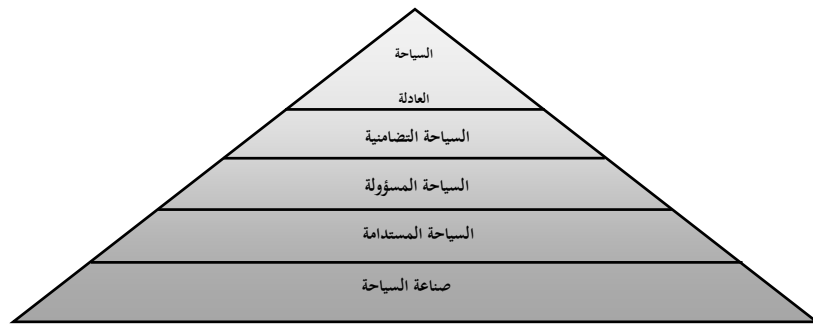 السياحة
العادلة
السياحة التضامنية
السياحة المسؤولة
السياحة المستدامة
صناعة السياحة